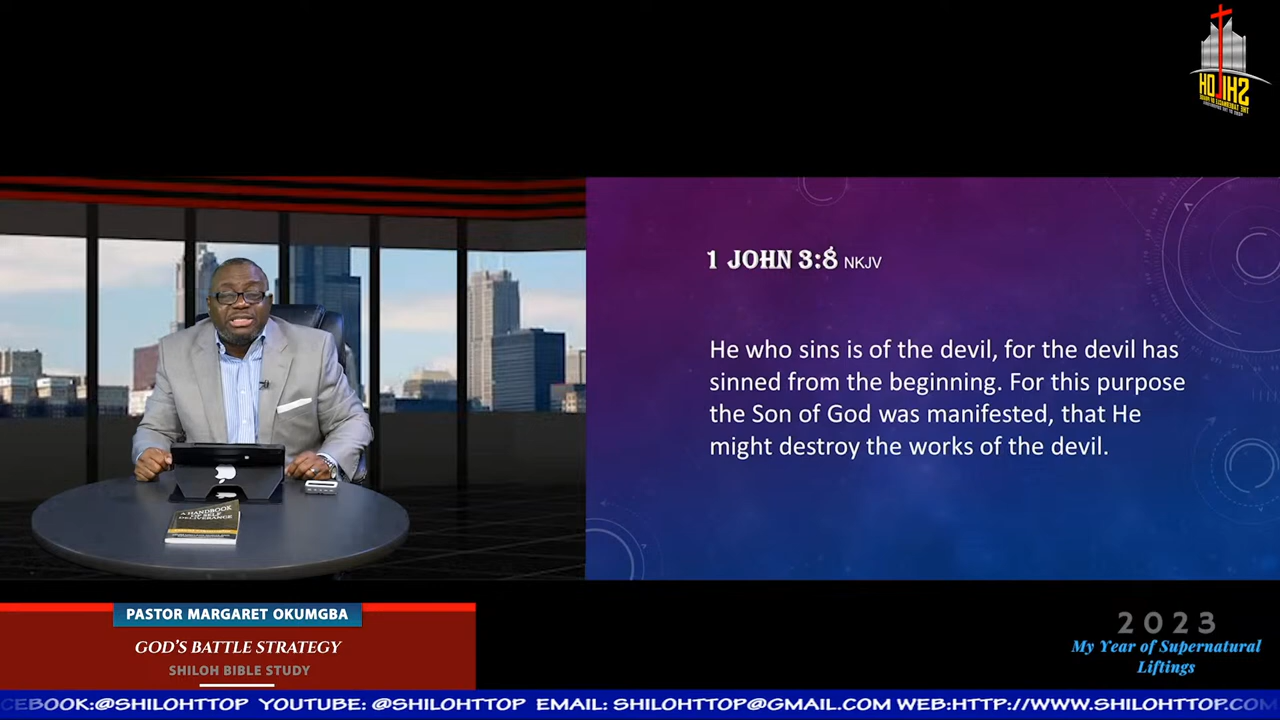 SHILOH
1 JOHN 3:8 NKJV
He who sins is of the devil, for the devil has
sinned from the beginning. For this purpose
the Son of God was manifested, that He
might destroy the works of the devil.
A HANDBOOK
OF SELF
DELIVERANCE
PASTOR MARGARET OKUMGBA
GOD'S BATTLE STRATEGY
SHILOH BIBLE STUDY
2023
My Year of Supernatural
Liftings
CEBOOK:@SHILOHTTOP YOUTUBE: @SHILOHTTOP EMAIL: SHILOHTTOP@GMAIL.COM WEB:HTTP://WWW.SHILOHTTOP.COM